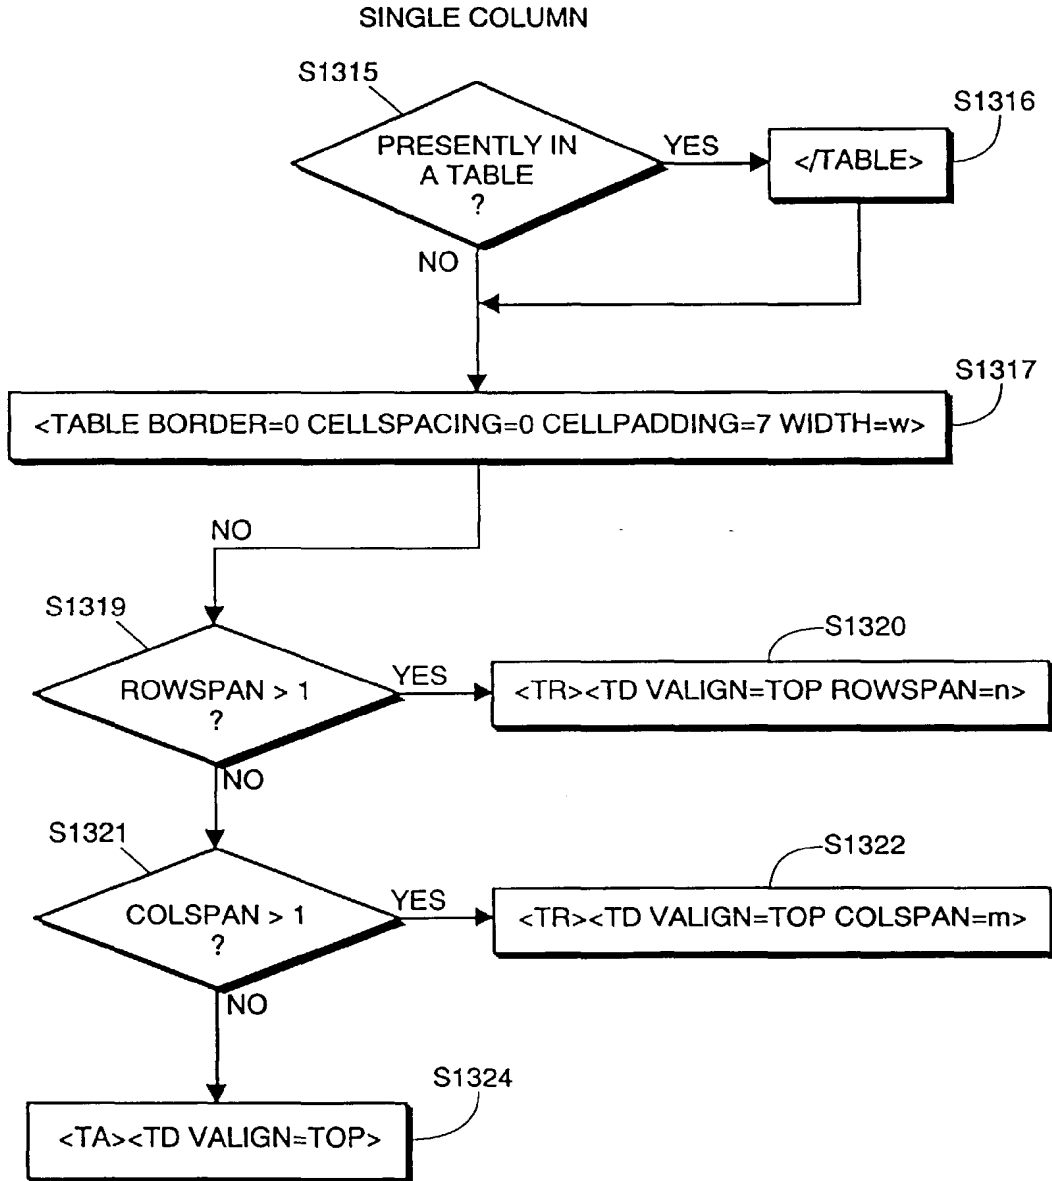 SINGLE COLUMN
S1315
PRESENTLY IN
A TABLE
?
YES
S1316
</TABLE>
NO
S1317
<TABLE BORDER=0 CELLSPACING=0 CELLPADDING=7 WIDTH=w>
NO
S1319
ROWSPAN > 1
?
YES
S1320
<TR><TD VALIGN=TOP ROWSPAN=n>
NO
S1321
COLSPAN > 1
?
YES
S1322
<TR><TD VALIGN=TOP COLSPAN=m>
NO
S1324
<TA><TD VALIGN=TOP>